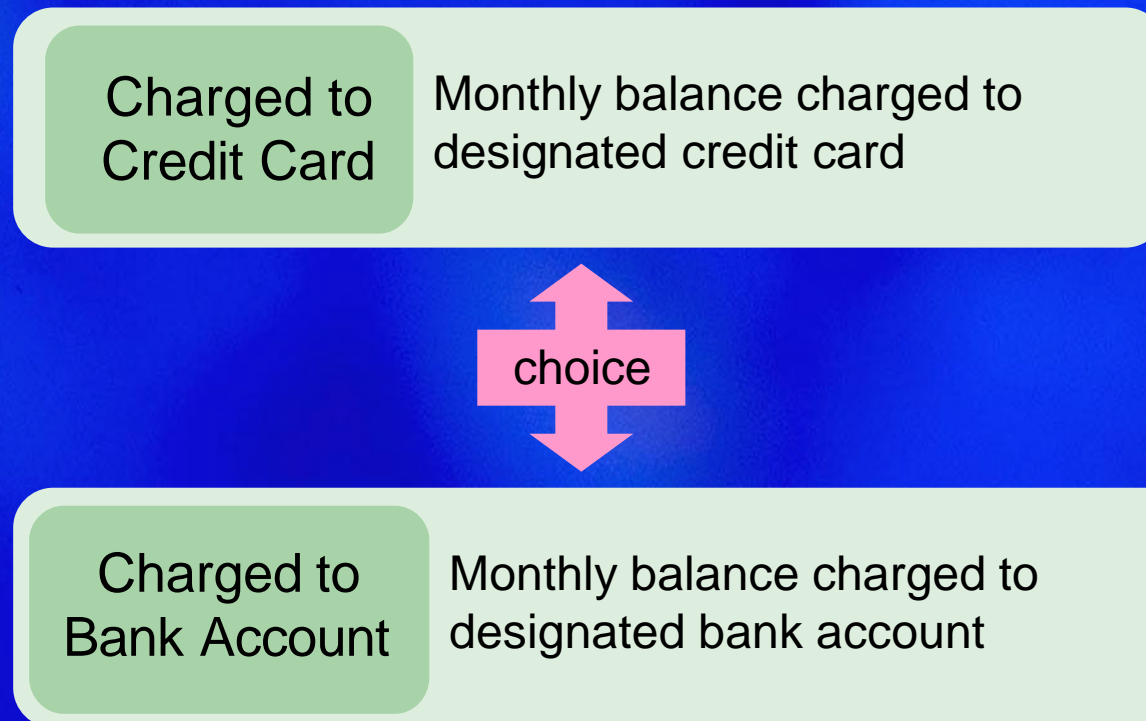 Charged to
Credit Card
Monthly balance charged to
designated credit card
choice
Charged to
Bank Account
Monthly balance charged to
designated bank account